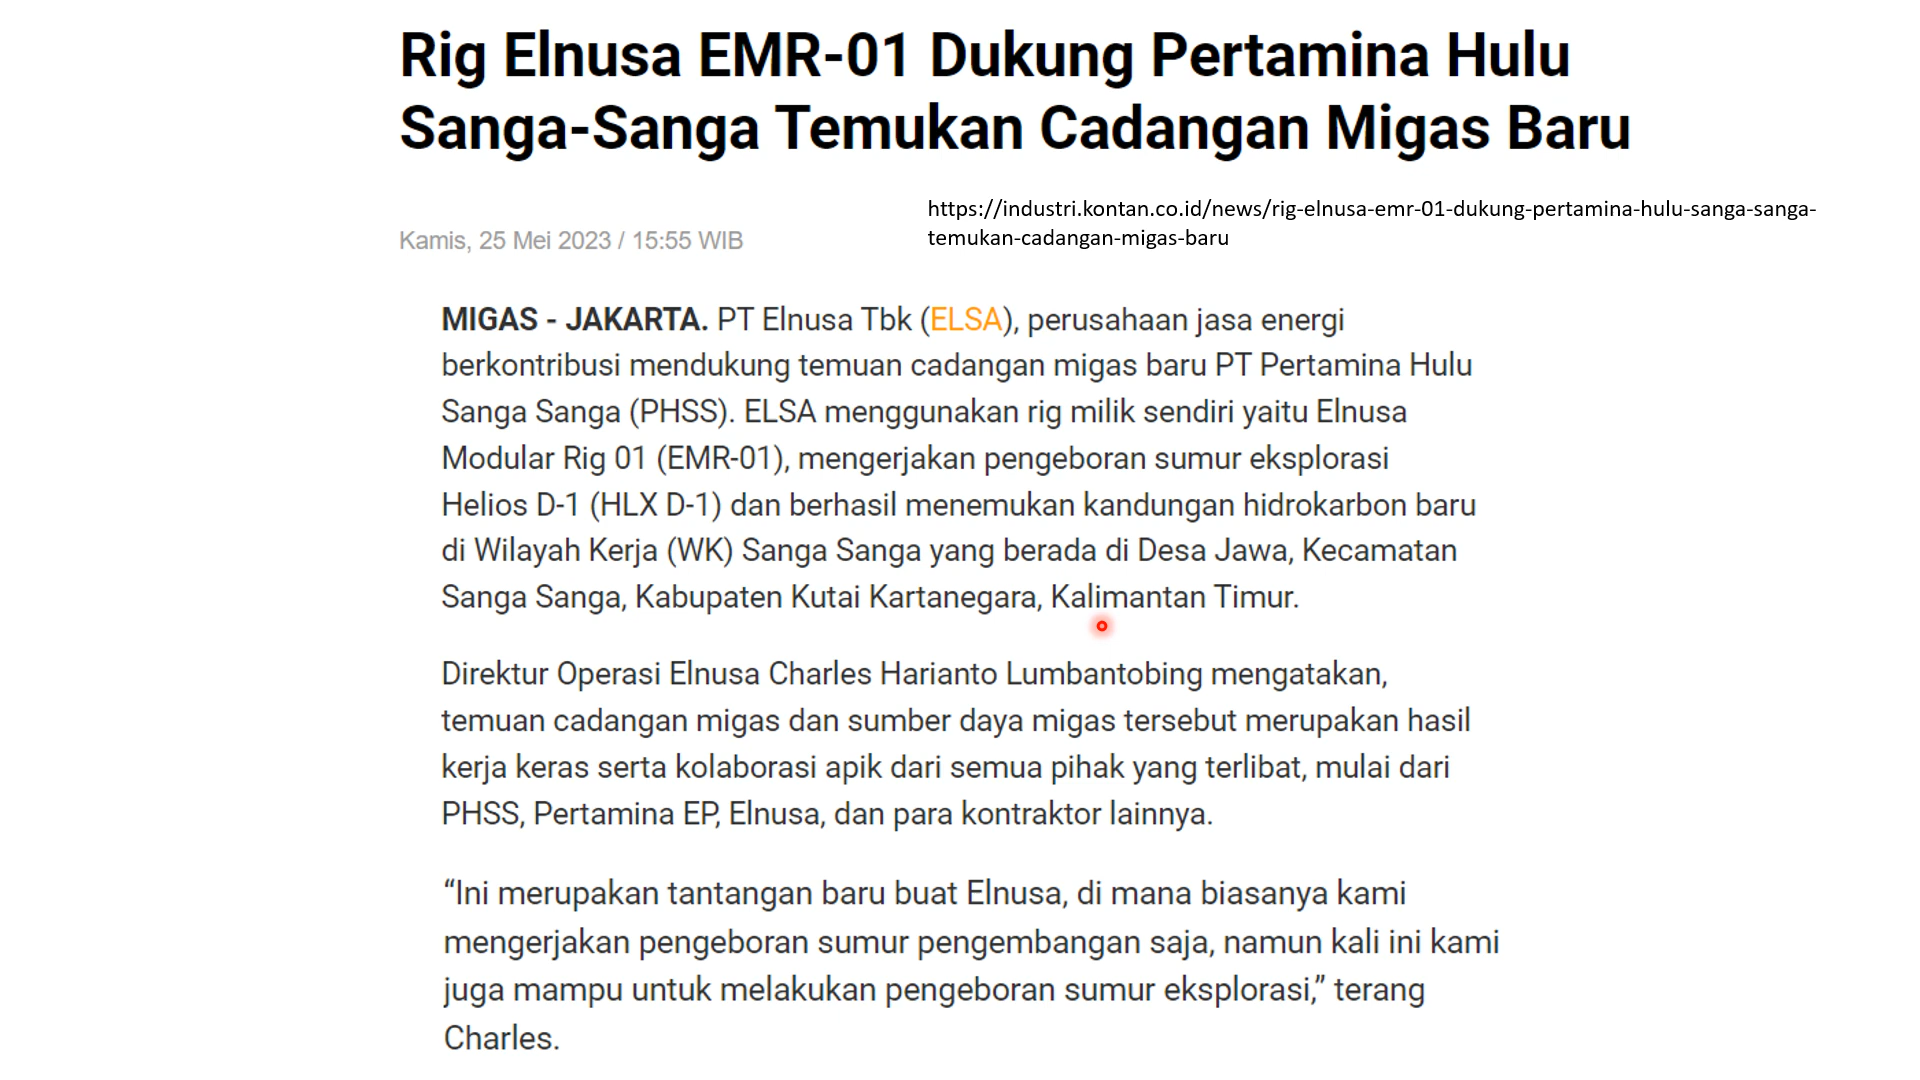 Rig Elnusa EMR-01 Dukung Pertamina Hulu
Sanga-Sanga Temukan Cadangan Migas Baru
https://industri.kontan.co.id/news/rig-elnusa-emr-01-dukung-pertamina-hulu-sanga-sanga-
temukan-cadangan-migas-baru
Kamis, 25 Mei 2023 / 15:55 WIB
MIGAS - JAKARTA. PT Elnusa Tbk (ELSA), perusahaan jasa energi
berkontribusi mendukung temuan cadangan migas baru PT Pertamina Hulu
Sanga Sanga (PHSS). ELSA menggunakan rig milik sendiri yaitu Elnusa
Modular Rig 01 (EMR-01), mengerjakan pengeboran sumur eksplorasi
Helios D-1 (HLX D-1) dan berhasil menemukan kandungan hidrokarbon baru
di Wilayah Kerja (WK) Sanga Sanga yang berada di Desa Jawa, Kecamatan
Sanga Sanga, Kabupaten Kutai Kartanegara, Kalimantan Timur.
Direktur Operasi Elnusa Charles Harianto Lumbantobing mengatakan,
temuan cadangan migas dan sumber daya migas tersebut merupakan hasil
kerja keras serta kolaborasi apik dari semua pihak yang terlibat, mulai dari
PHSS, Pertamina EP, Elnusa, dan para kontraktor lainnya.
“Ini merupakan tantangan baru buat Elnusa, di mana biasanya kami
mengerjakan pengeboran sumur pengembangan saja, namun kali ini kami
juga mampu untuk melakukan pengeboran sumur eksplorasi,” terang
Charles.